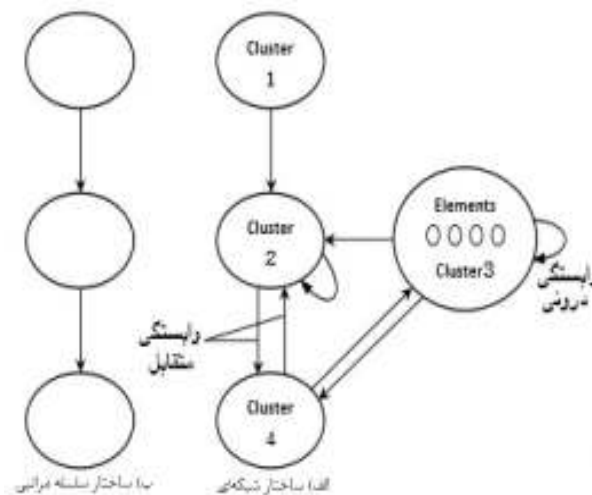 Cluster
1
Cluster
2
Elements
Cluster3
وابستگی
درونی
وابستگی
متقابل
Cluster
4
الف) ساختار شبکه‌ای
ب) ساختار سلسله مراتبی